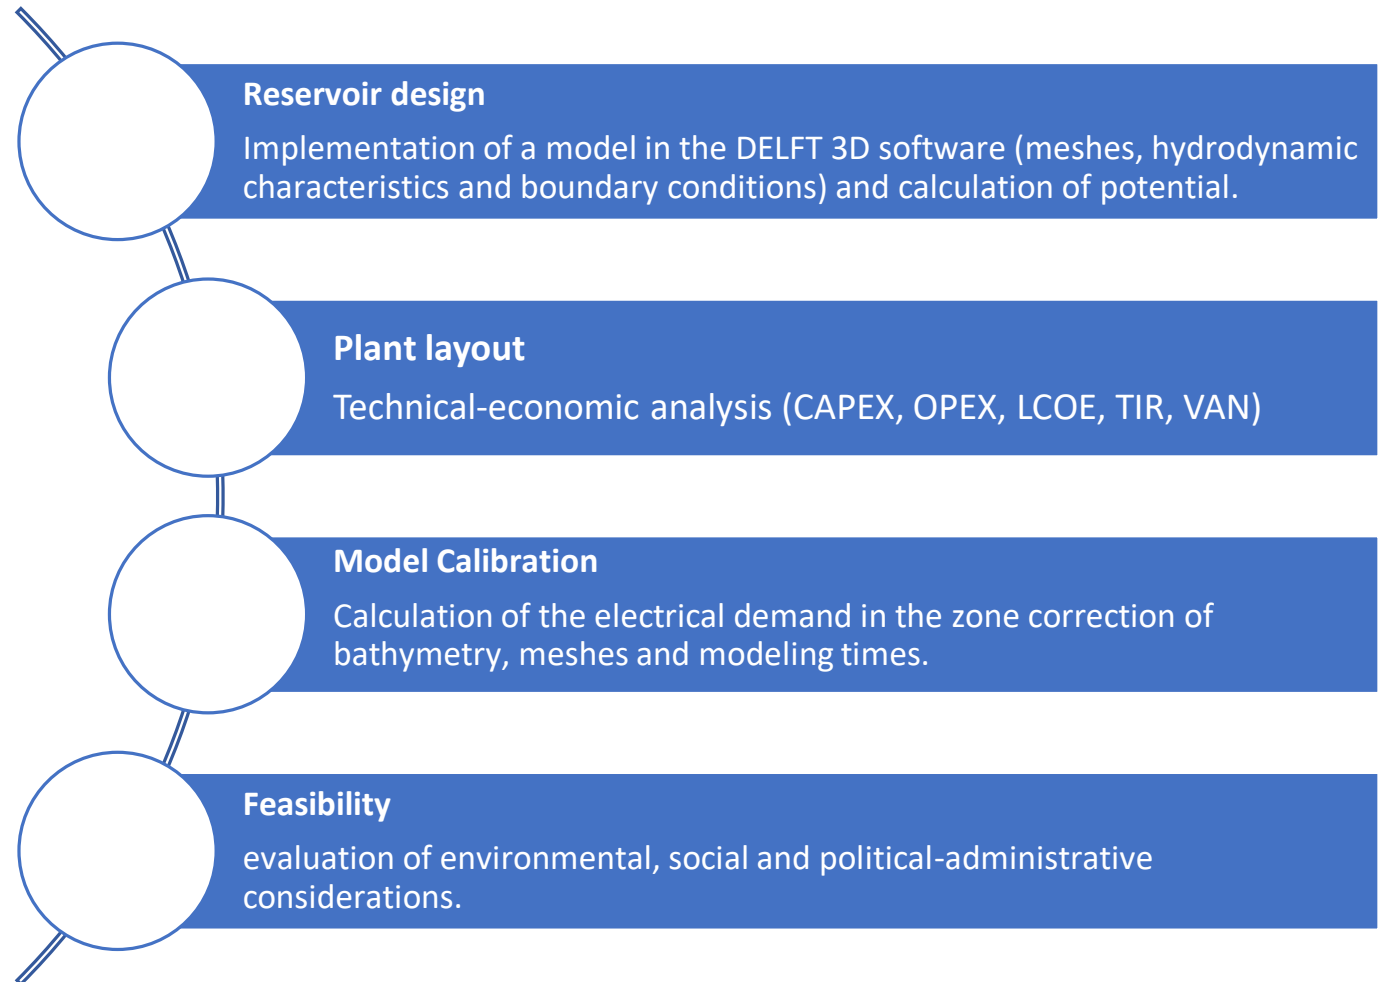 Reservoir design
Implementation of a model in the DELFT 3D software (meshes, hydrodynamic
characteristics and boundary conditions) and calculation of potential.
Plant layout
Technical-economic analysis (CAPEX, OPEX, LCOE, TIR, VAN)
Model Calibration
Calculation of the electrical demand in the zone correction of
bathymetry, meshes and modeling times.
Feasibility
evaluation of environmental, social and political-administrative
considerations.